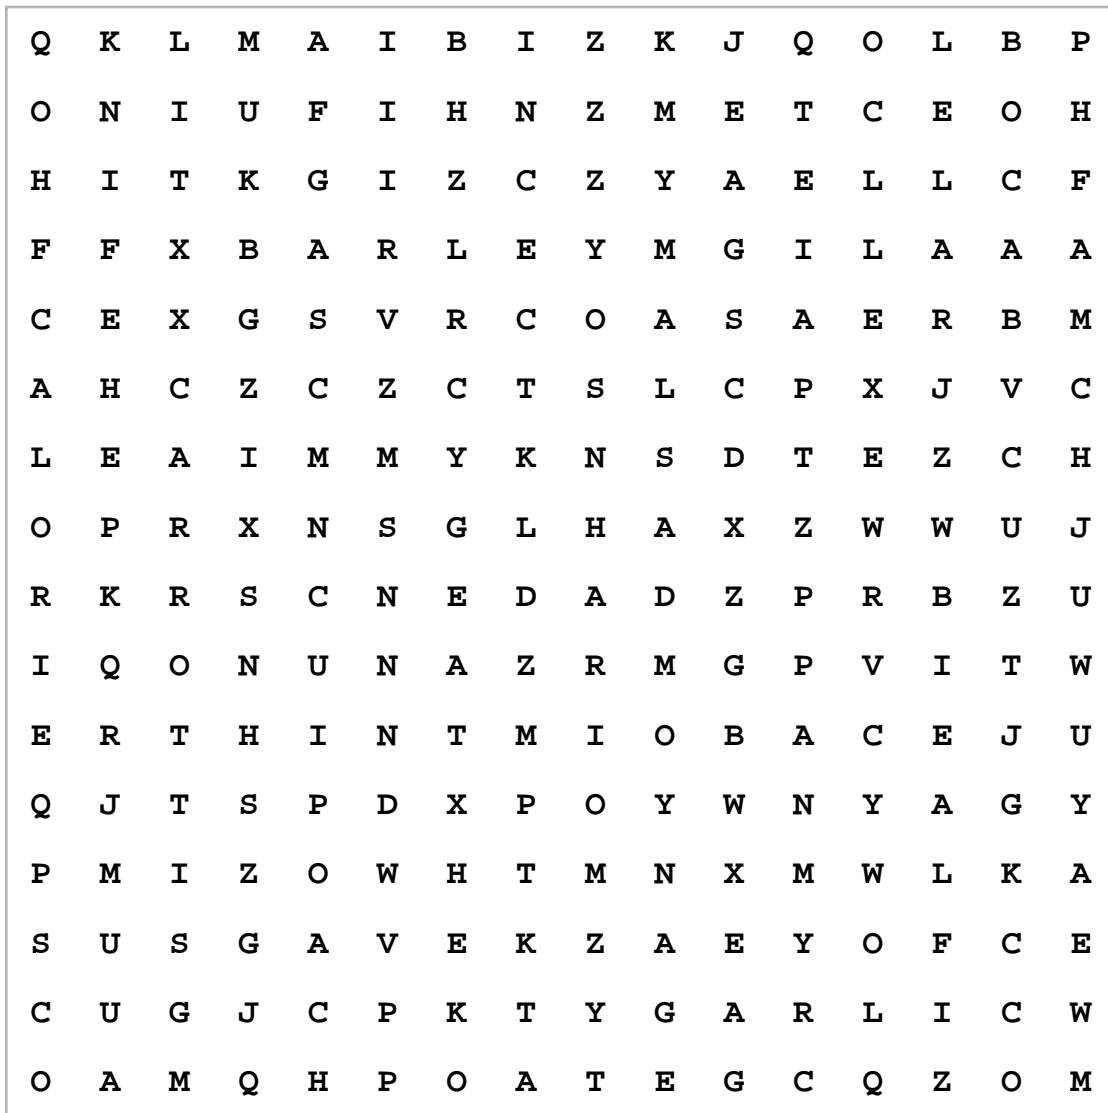 Q K L M A I B I Z K J Q O L B P
O N I U F I H N Z M E T C E O H
H I T K G I Z C Z Y A E L L C F
F F X B A R L E Y M G I L A A A
C E X G S V R C O A S A E R B M
A H C Z C Z C T S L C P X J V C
L E A I M M Y K N S D T E Z C H
O P R X N S G L H A X Z W W U J
R K R S C N E D A D Z P R B Z U
I Q O N U N A Z R M G P V I T W
E R T H I N T M I O B A C E J U
Q J T S P D X P O Y W N Y A G Y
P M I Z O W H T M N X M W L K A
S U S G A V E K Z A E Y O F C E
C U G J C P K T Y G A R L I C W
O A M Q H P O A T E G C Q Z O M